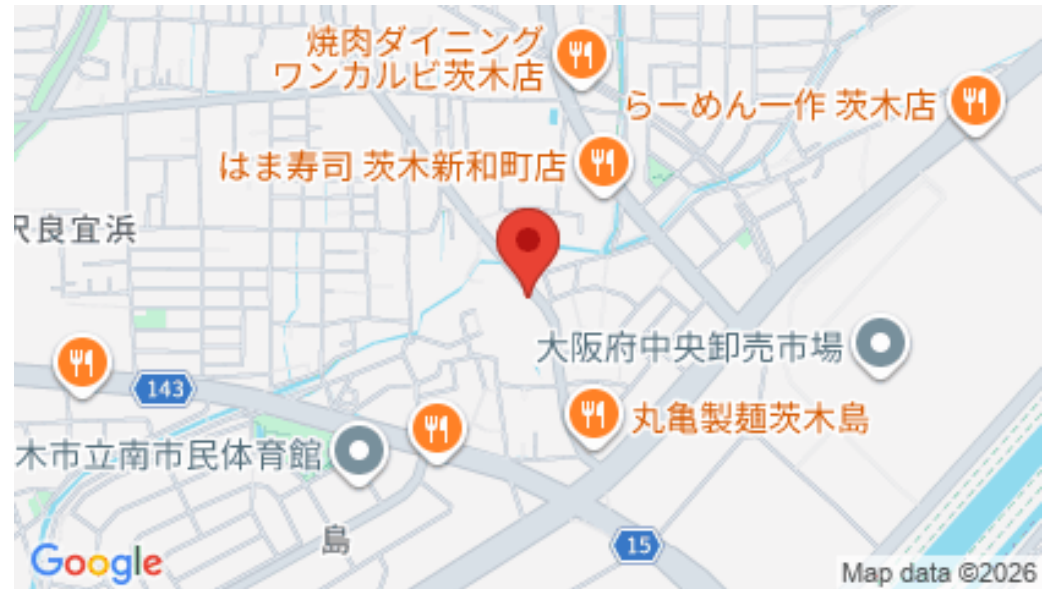 焼肉ダイニング
ワンカルビ茨木店
らーめん一作 茨木店
はま寿司 茨木新和町店
沢良宜浜
大阪府中央卸売市場
143
丸亀製麺茨木島
木市立南市民体育館
島
15
Google
Map data ©2026